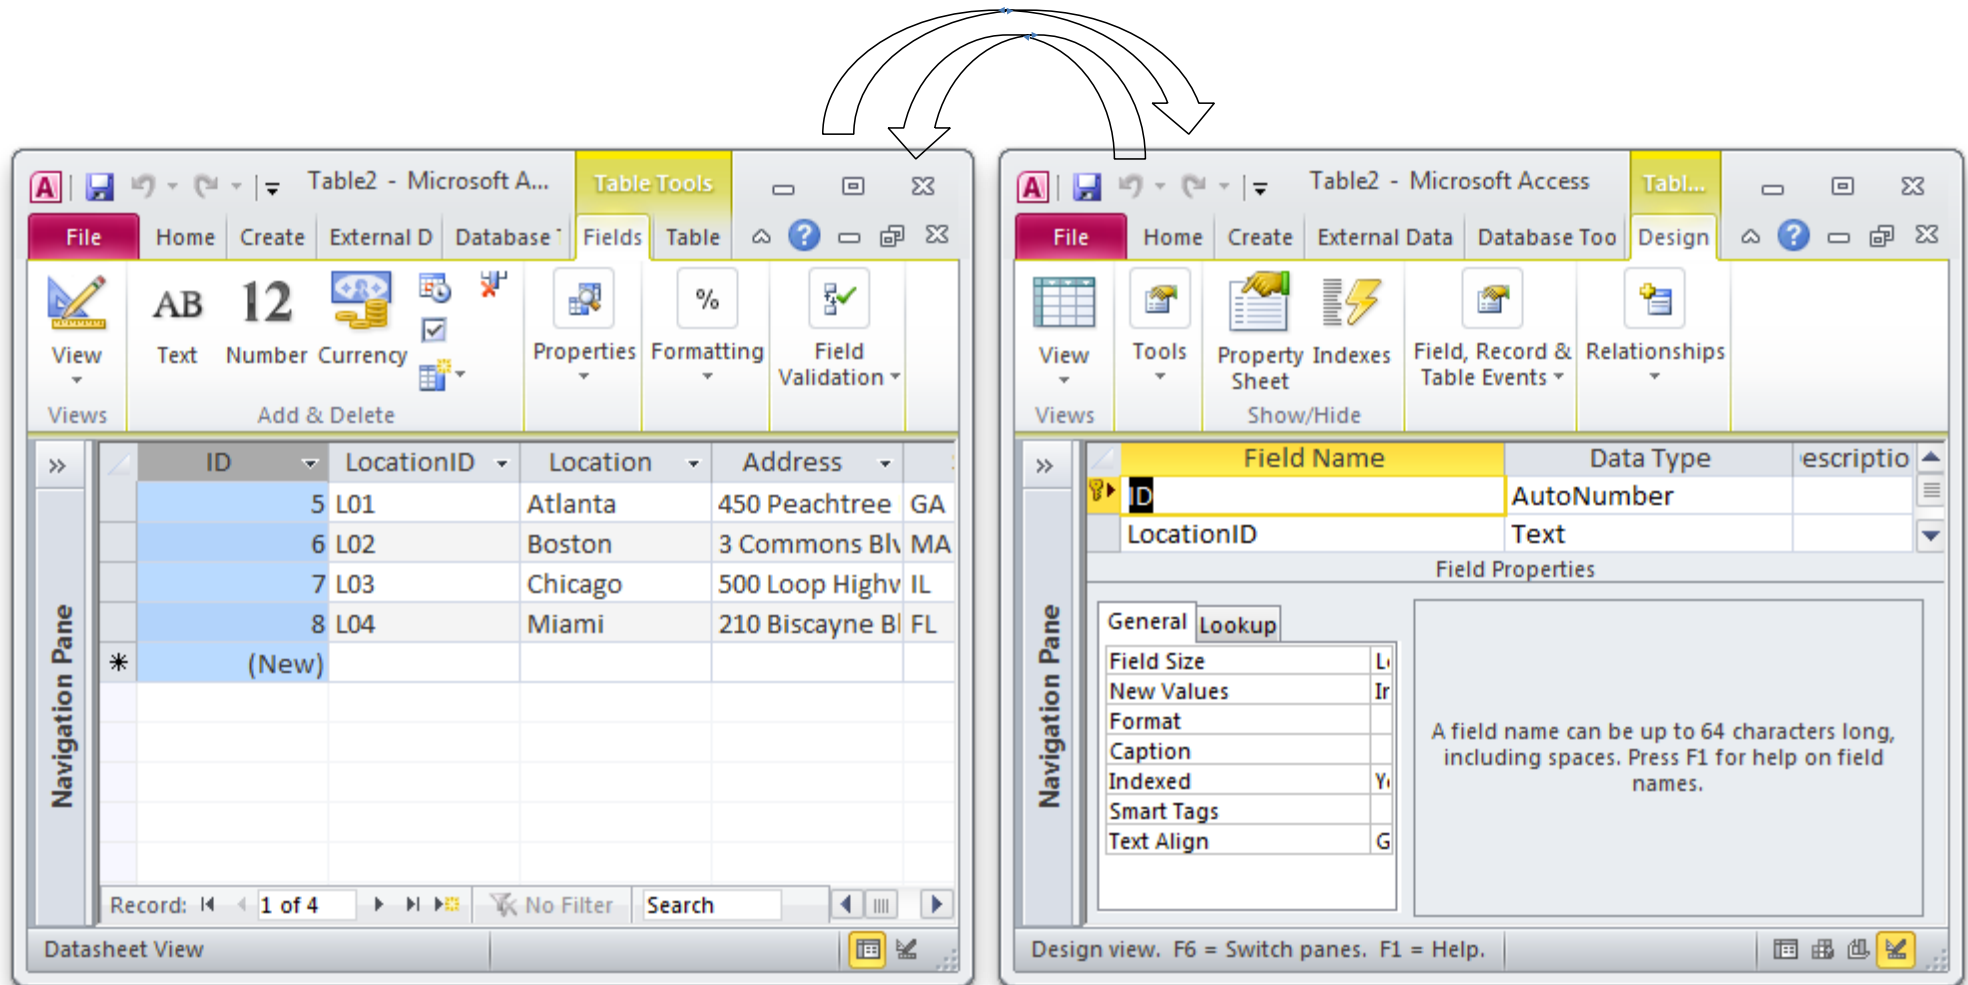 Table2 - Microsoft A...
Table Tools
File Home Create External D Database Fields Table
View
Text Number Currency
Properties Formatting Field Validation
AB 12
%
Views Add & Delete
ID LocationID Location Address
5 L01 Atlanta 450 Peachtree GA
6 L02 Boston 3 Commons Blv MA
7 L03 Chicago 500 Loop Highw IL
8 L04 Miami 210 Biscayne Bl FL
(New)
Navigation Pane
Record: 1 of 4 No Filter Search
Datasheet View
Table2 - Microsoft Access
Tabl...
File Home Create External Data Database Too Design
View
Tools
Property Sheet
Indexes
Field, Record & Table Events
Relationships
Views Show/Hide
Field Name Data Type escriptio
ID AutoNumber
LocationID Text
Field Properties
Navigation Pane
General Lookup
Field Size
New Values
Format
Caption
Indexed
Smart Tags
Text Align G
A field name can be up to 64 characters long,
including spaces. Press F1 for help on field
names.
Design view. F6 = Switch panes. F1 = Help.